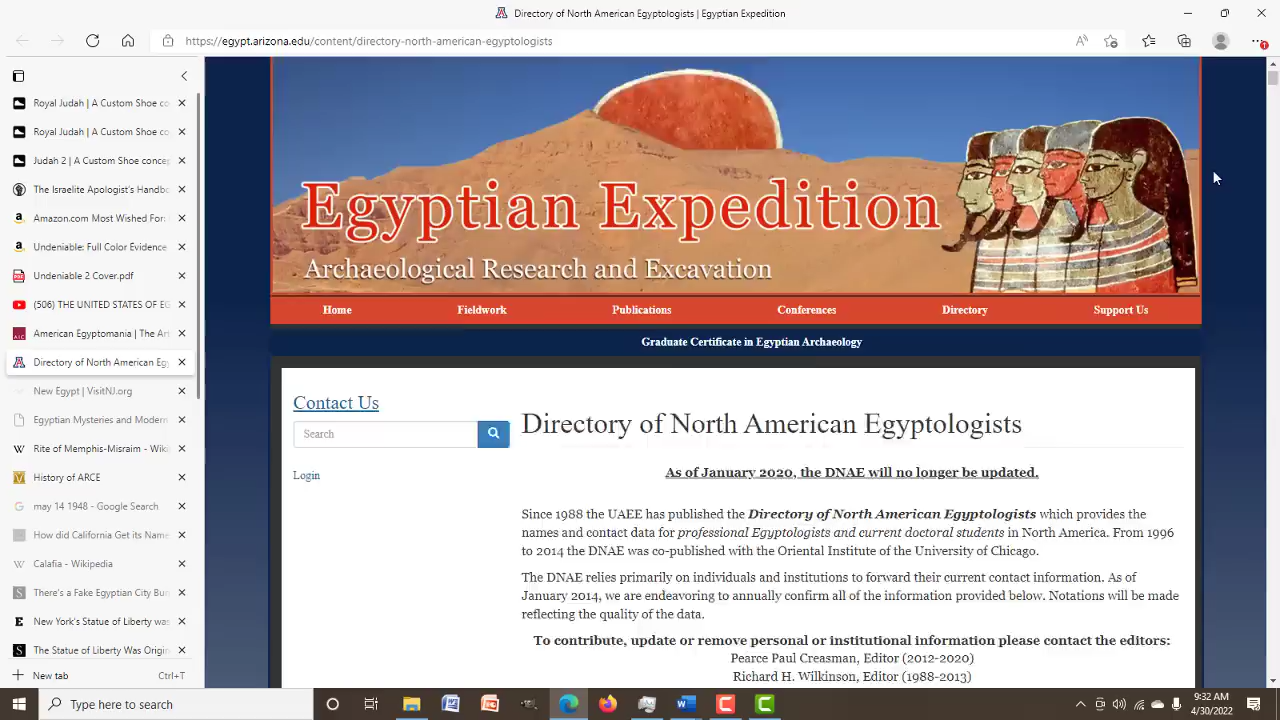 Directory of North American Egyptologists | Egyptian Expedition
https://egypt.arizona.edu/content/directory-north-american-egyptologists
Royal Judah | A Custom Shoe co
Royal Judah | A Custom Shoe co
Judah 2 | A Custom Shoe concep
The Israelite Apologist's Handb
Amazon.com Most Wished For:
Undeniable: Full Color Evidence
Undeniable 2 Cover.pdf
(506) THE UNITED STATES OF EG
American Egyptomania | The Art
Directory of North American Eg
New Egypt | VisitNJ.org
Egyptian Mysteries and Modern
Rite of Memphis-Misraim - Wiki
History of ARCE
may 14 1948 - Google Search
How did California Get its Name
Calafia - Wikipedia
There's a Fake Egyptian City Bur
New York's Statue of Liberty was
The Statue of Liberty Was Origin
New tab
Ctrl+T
Egyptian Expedition
Archaeological Research and Excavation
Home Fieldwork Publications Conferences Directory Support Us
Graduate Certificate in Egyptian Archaeology
Contact Us
Search
Login
Directory of North American Egyptologists
As of January 2020, the DNAE will no longer be updated.
Since 1988 the UAEE has published the Directory of North American Egyptologists which provides the
names and contact data for professional Egyptologists and current doctoral students in North America. From 1996
to 2014 the DNAE was co-published with the Oriental Institute of the University of Chicago.
The DNAE relies primarily on individuals and institutions to forward their current contact information. As of
January 2014, we are endeavoring to annually confirm all of the information provided below. Notations will be made
reflecting the quality of the data.
To contribute, update or remove personal or institutional information please contact the editors:
Pearce Paul Creasman, Editor (2012-2020)
Richard H. Wilkinson, Editor (1988-2013)
Type here to search
9:32 AM
4/30/2022